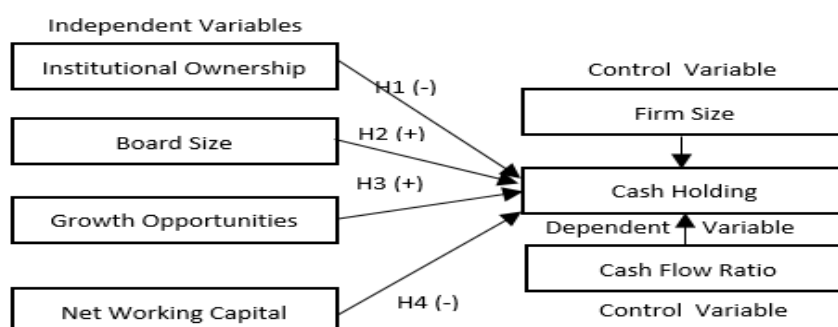 Independent Variables
Institutional Ownership
H1 (-)
Control Variable
Firm Size
Board Size
H2 (+)
H3 (+)
Cash Holding
Growth Opportunities
Dependent Variable
Cash Flow Ratio
Net Working Capital
H4 (-)
Control Variable